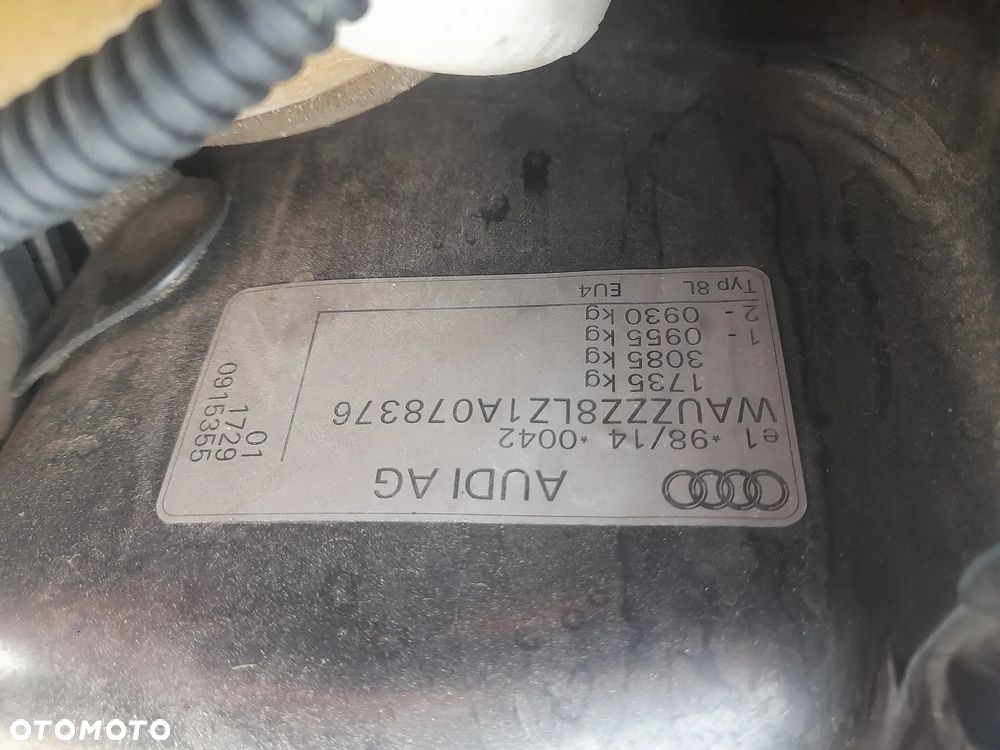 AUDI AG
e1 *98/14 *0042
WAUZZZ8LZ1A078376
1735 kg
3085 kg
1 - 0955 kg
2 - 0930 kg
Typ 8L EU4
01
1729
0915355
OTOMOTO